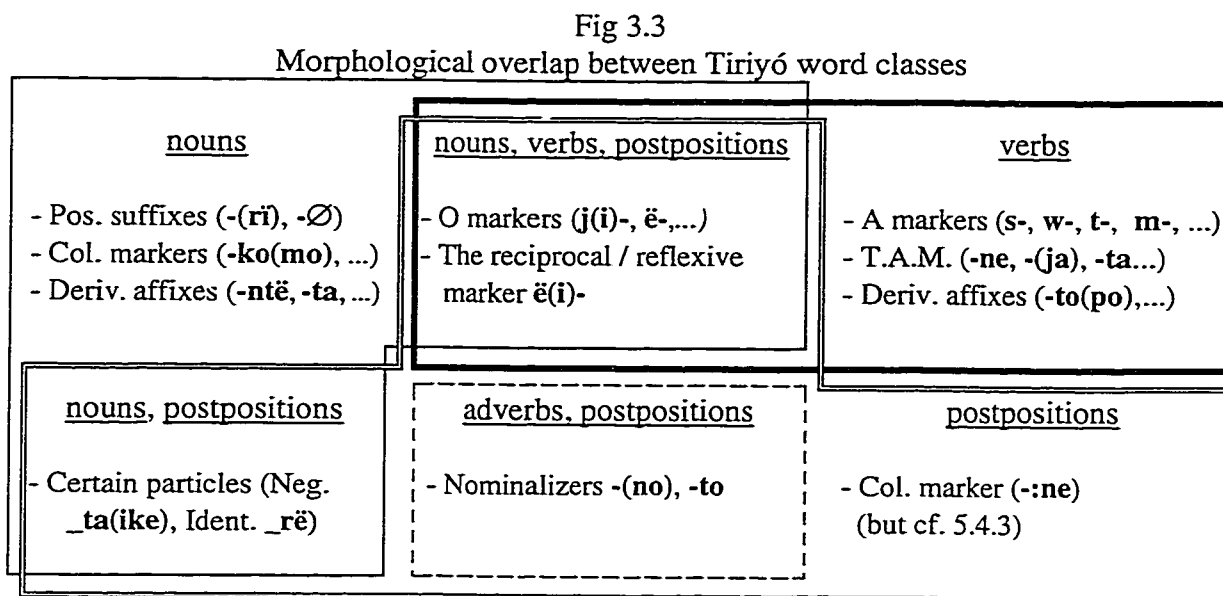 Fig 3.3
Morphological overlap between Tiriyó word classes
nouns
- Pos. suffixes (-(rï), -∅)
- Col. markers (-ko(mo), ...)
- Deriv. affixes (-ntë, -ta, ...)
nouns, verbs, postpositions
- O markers (j(i)-, ë-,...)
- The reciprocal / reflexive
marker ë(i)-
verbs
- A markers (s-, w-, t-, m-, ...)
- T.A.M. (-ne, -(ja), -ta...)
- Deriv. affixes (-to(po),...)
nouns, postpositions
- Certain particles (Neg.
_ta(ike), Ident. _rë)
adverbs, postpositions
- Nominalizers -(no), -to
postpositions
- Col. marker (-:ne)
(but cf. 5.4.3)